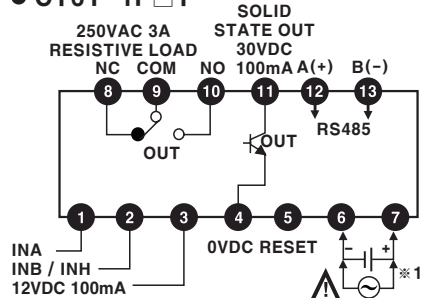 SOLID
250VAC 3A STATE OUT
RESISTIVE LOAD 30VDC
NC COM NO 100mA A(+) B(−)
8 9 10 11 12 13
OUT OUT RS485
1 2 3 4 5 6 7
INA 0VDC RESET − +
INB / INH ※1
12VDC 100mA